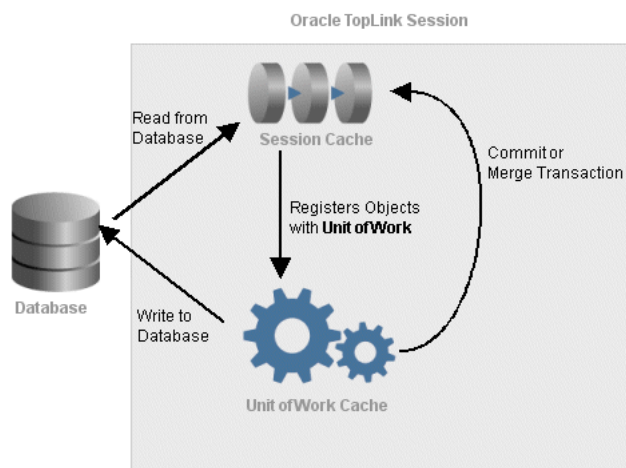 Oracle TopLink Session
Read from
Database
Session Cache
Commit or
Merge Transaction
Registers Objects
with Unit of Work
Database
Write to
Database
Unit of Work Cache